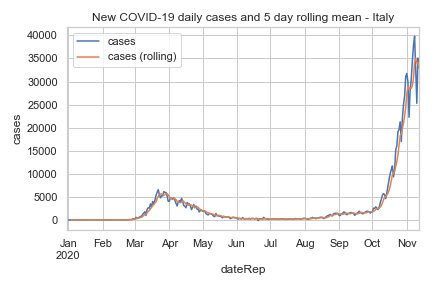 New COVID-19 daily cases and 5 day rolling mean - Italy
cases
cases (rolling)
40000
35000
30000
25000
20000
15000
10000
5000
0
cases
Jan Feb Mar Apr May Jun Jul Aug Sep Oct Nov
2020
dateRep